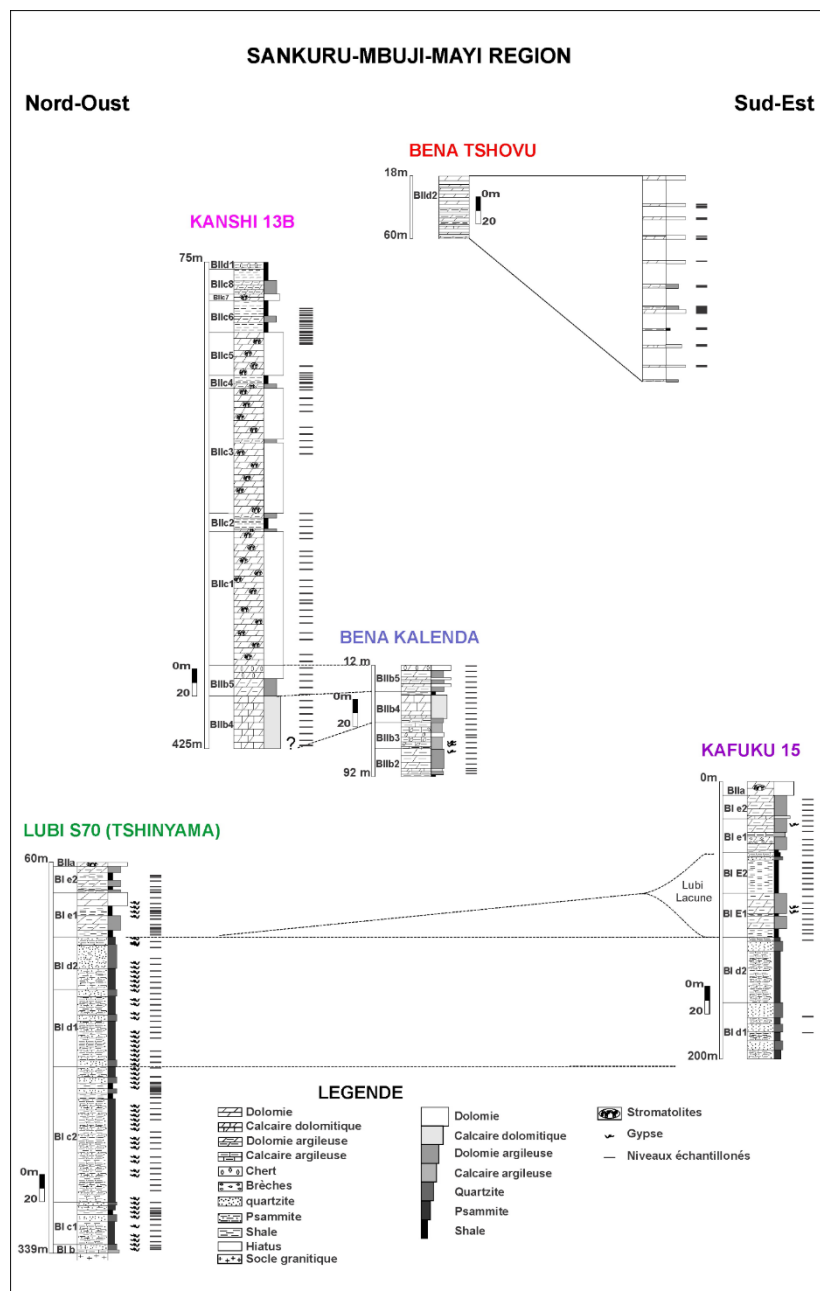 SANKURU-MBUJI-MAYI REGION
Nord-Oust
Sud-Est
BENA TSHOVU
18m
BIId2
0m
20
60m
KANSHI 13B
75m
BIId1
BIIc8
BIIc7
BIIc6
BIIc5
BIIc4
BIIc3
BIIc2
BIIc1
0m
20
BIIb5
BIIb4
425m
?
BENA KALENDA
12 m
BIIb5
0m
20
BIIb4
BIIb3
BIIb2
92 m
KAFUKU 15
0m
BIIa
BI e2
BI e1
BI E2
BI E1
BI d2
0m
20
BI d1
200m
Lubi
Lacune
LUBI S70 (TSHINYAMA)
60m
BIIa
BI e2
BI e1
BI d2
BI d1
BI c2
0m
20
BI c1
339m
BI b
LEGENDE
Dolomie
Calcaire dolomitique
Dolomie argileuse
Calcaire argileuse
Chert
Brèches
quartzite
Psammite
Shale
Hiatus
Socle granitique
Dolomie
Calcaire dolomitique
Dolomie argileuse
Calcaire argileuse
Quartzite
Psammite
Shale
Stromatolites
Gypse
Niveaux échantillonés